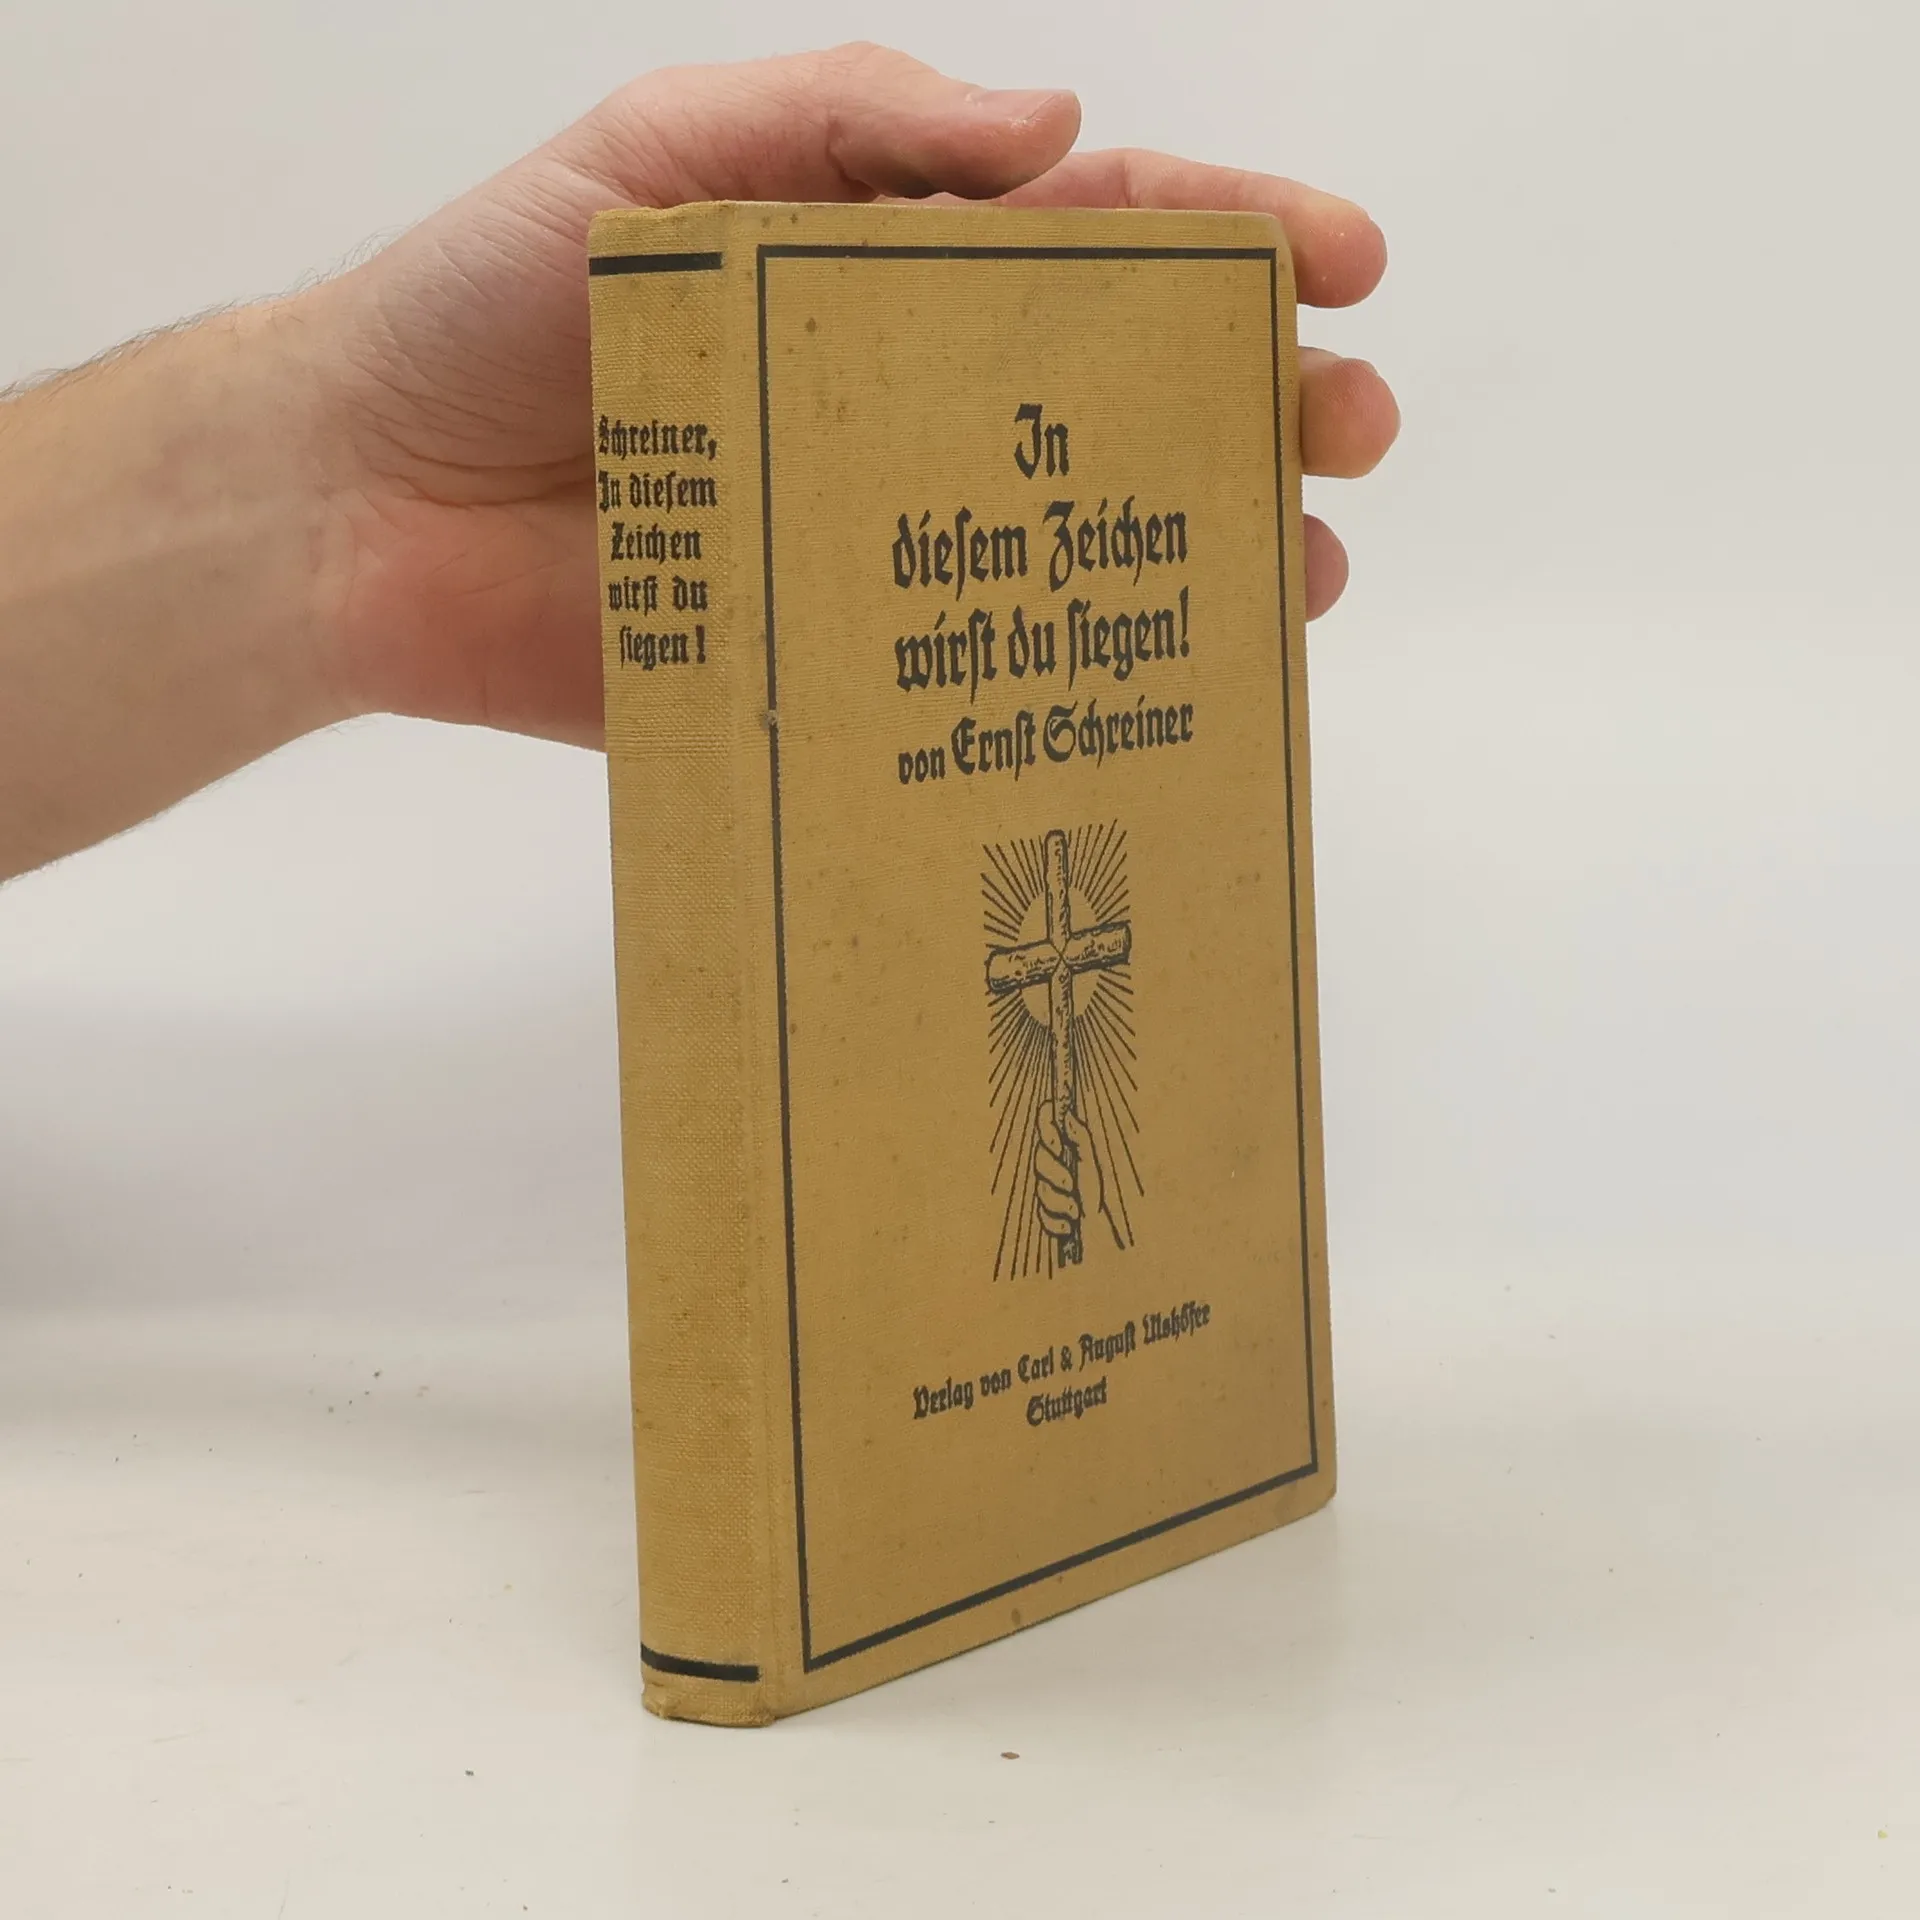 Schreiner,
In dieſem
Zeichen
wirſt du
ſiegen!
In
dieſem Zeichen
wirſt du ſiegen!
von Ernſt Schreiner
Verlag von Carl & Auguſt Ulshöfer
Stuttgart